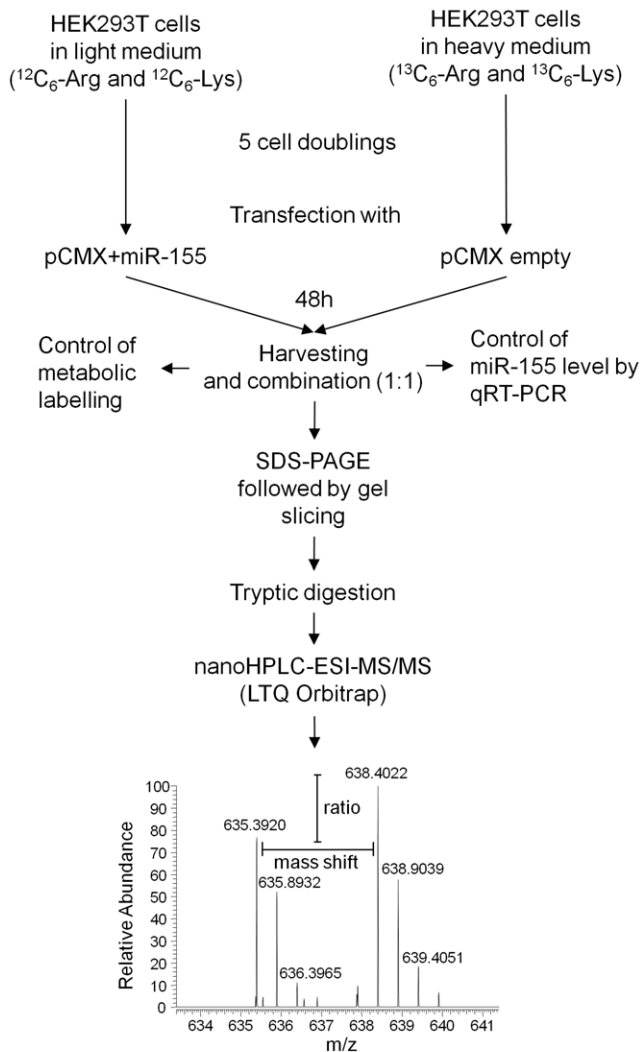 HEK293T cells
in light medium
(¹²C₆-Arg and ¹²C₆-Lys)
HEK293T cells
in heavy medium
(¹³C₆-Arg and ¹³C₆-Lys)
5 cell doublings
Transfection with
pCMX+miR-155
pCMX empty
48h
Control of
metabolic
labelling
Harvesting
and combination (1:1)
Control of
miR-155 level by
qRT-PCR
SDS-PAGE
followed by gel
slicing
Tryptic digestion
nanoHPLC-ESI-MS/MS
(LTQ Orbitrap)
638.4022
635.3920
ratio
mass shift
635.8932
638.9039
636.3965
639.4051
Relative Abundance
100
90
80
70
60
50
40
30
20
10
0
634 635 636 637 638 639 640 641
m/z